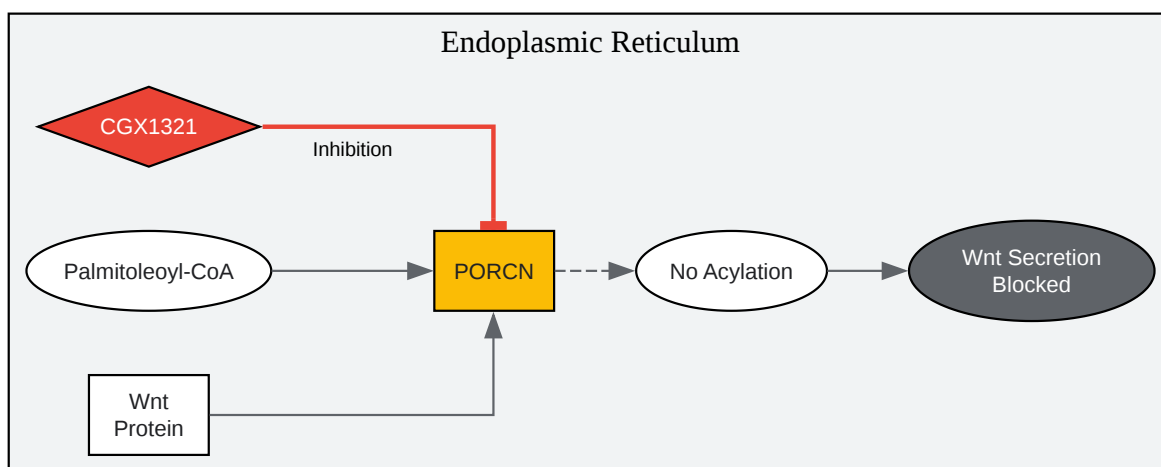 Endoplasmic Reticulum
CGX1321
Inhibition
Palmitoleoyl-CoA
PORCN
No Acylation
Wnt Secretion
Blocked
Wnt
Protein